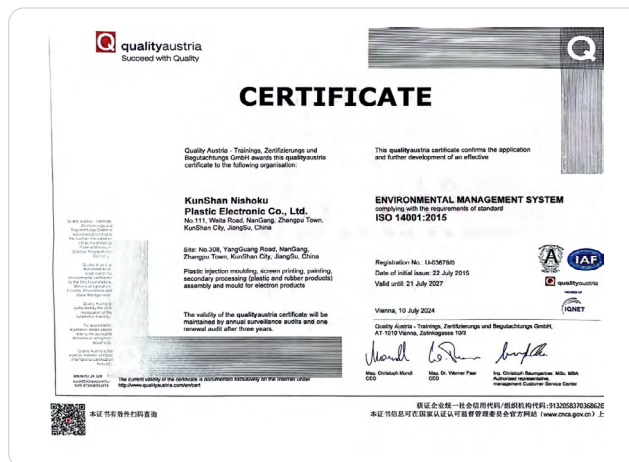 qualityaustria
Succeed with Quality
CERTIFICATE
Quality Austria - Trainings, Zertifizierungs und
Begutachtungs GmbH awards this qualityaustria
certificate to the following organisation:
This qualityaustria certificate confirms the application
and further development of an effective
KunShan Nishoku
Plastic Electronic Co., Ltd.
No.111, Weita Road, NanGang, Zhangpu Town,
KunShan City, JiangSu, China
ENVIRONMENTAL MANAGEMENT SYSTEM
complying with the requirements of standard
ISO 14001:2015
Site: No.308, YangGuang Road, NanGang,
Zhangpu Town, KunShan City, JiangSu, China
Plastic injection moulding, screen printing, painting,
secondary processing (plastic and rubber products)
assembly and mould for electron products
Registration No.: U-03679/0
Date of initial issue: 22 July 2015
Valid until: 21 July 2027
IAF
qualityaustria
IQNET
The validity of the qualityaustria certificate will be
maintained by annual surveillance audits and one
renewal audit after three years.
Vienna, 10 July 2024
Quality Austria - Trainings, Zertifizierungs und Begutachtungs GmbH,
AT-1010 Vienna, Zelinkagasse 10/3
Mag. Christoph Mondl
CEO
Mag. Dr. Werner Paar
CEO
Ing. Christoph Baumgartner, MSc. MBA
Authorised representative,
management Customer Service Center
The current validity of the certificate is documented exclusively on the Internet under
http://www.qualityaustria.com/en/cert
本证书有效性扫码查询
获证企业统一社会信用代码/组织机构代码:913205837036862E
本证书信息可在国家认证认可监督管理委员会官方网站 (www.cnca.gov.cn) 上